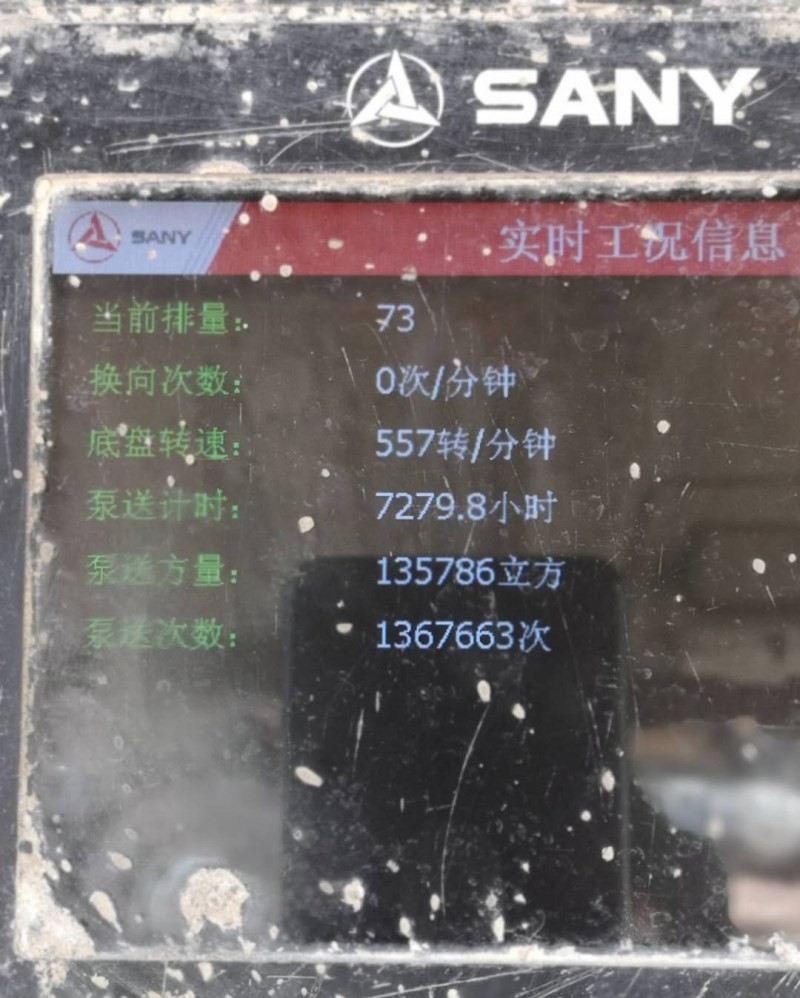 SANY
SANY 实时工况信息
当前排量: 73
换向次数: 0次/分钟
底盘转速: 557转/分钟
泵送计时: 7279.8小时
泵送方量: 135786立方
泵送次数: 1367663次